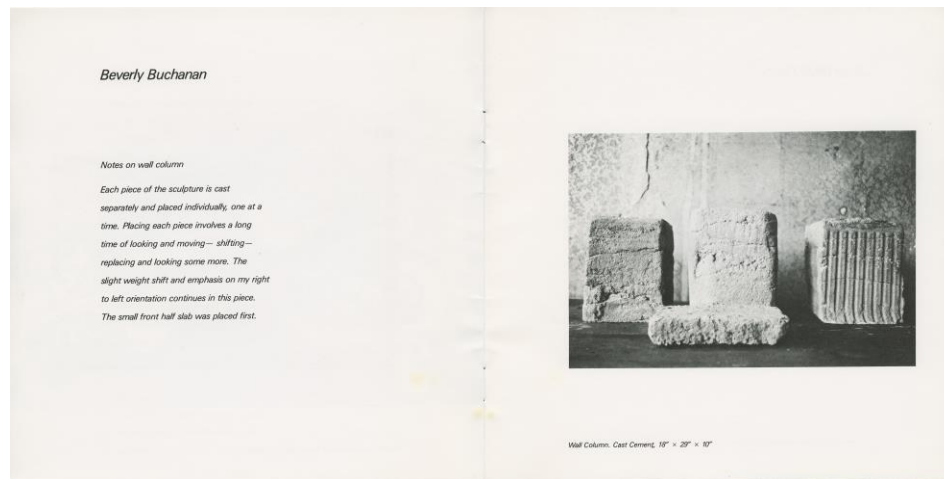 Beverly Buchanan
Notes on wall column
Each piece of the sculpture is cast
separately and placed individually, one at a
time. Placing each piece involves a long
time of looking and moving— shifting—
replacing and looking some more. The
slight weight shift and emphasis on my right
to left orientation continues in this piece.
The small front half slab was placed first.
Wall Column. Cast Cement, 18" × 29" × 10"